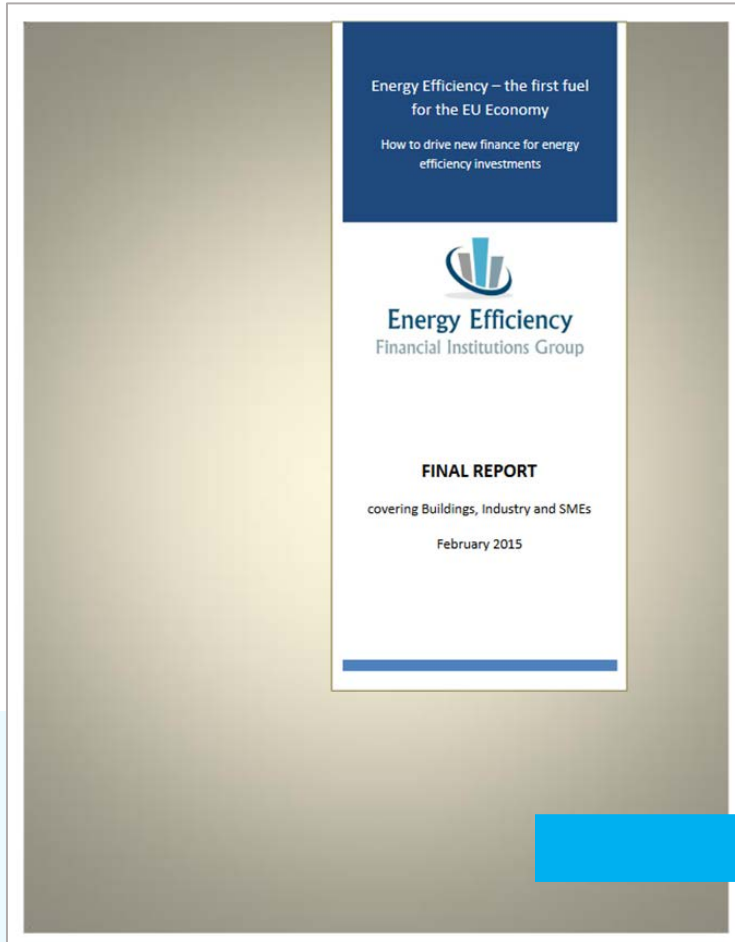 Energy Efficiency – the first fuel
for the EU Economy
How to drive new finance for energy
efficiency investments
Energy Efficiency
Financial Institutions Group
FINAL REPORT
covering Buildings, Industry and SMEs
February 2015